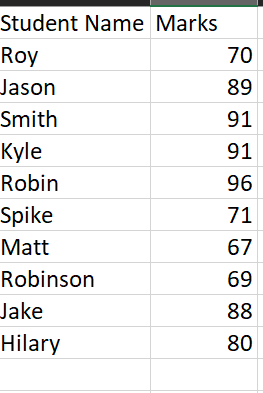 Student Name Marks
Roy 70
Jason 89
Smith 91
Kyle 91
Robin 96
Spike 71
Matt 67
Robinson 69
Jake 88
Hilary 80